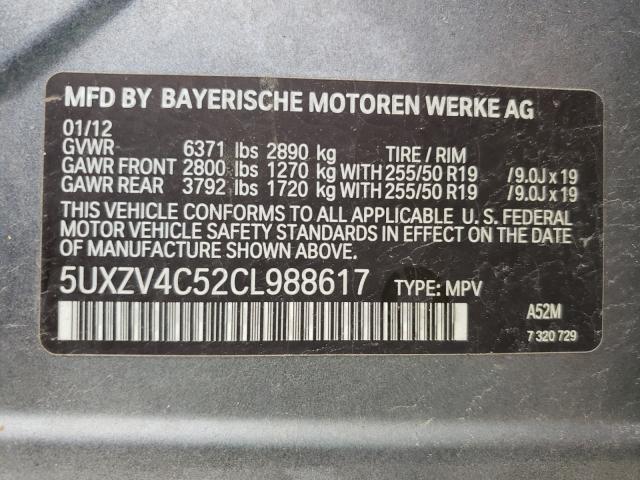 MFD BY BAYERISCHE MOTOREN WERKE AG
01/12
GVWR 6371 lbs 2890 kg TIRE / RIM
GAWR FRONT 2800 lbs 1270 kg WITH 255/50 R19 /9.0J x 19
GAWR REAR 3792 lbs 1720 kg WITH 255/50 R19 /9.0J x 19
THIS VEHICLE CONFORMS TO ALL APPLICABLE U. S. FEDERAL
MOTOR VEHICLE SAFETY STANDARDS IN EFFECT ON THE DATE
OF MANUFACTURE SHOWN ABOVE.
5UXZV4C52CL988617 TYPE: MPV
A52M
7 320 729